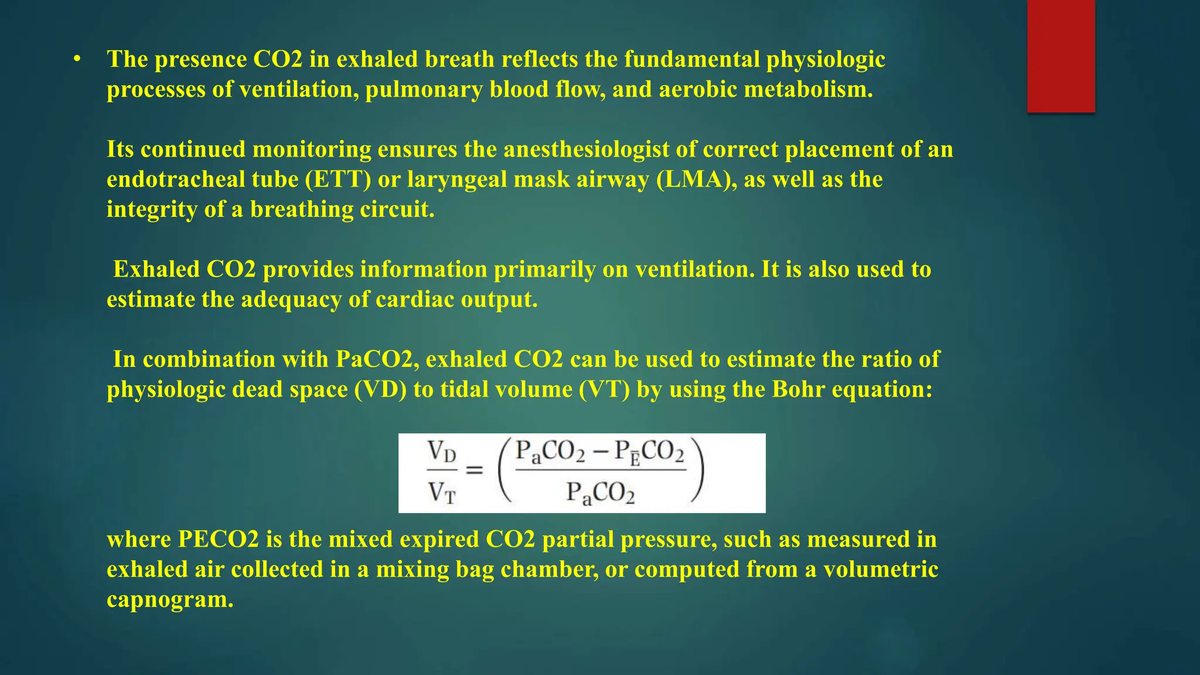 • The presence CO2 in exhaled breath reflects the fundamental physiologic
processes of ventilation, pulmonary blood flow, and aerobic metabolism.
Its continued monitoring ensures the anesthesiologist of correct placement of an
endotracheal tube (ETT) or laryngeal mask airway (LMA), as well as the
integrity of a breathing circuit.
Exhaled CO2 provides information primarily on ventilation. It is also used to
estimate the adequacy of cardiac output.
In combination with PaCO2, exhaled CO2 can be used to estimate the ratio of
physiologic dead space (VD) to tidal volume (VT) by using the Bohr equation:
V_D / V_T = ( (P_aCO_2 – P_ĒCO_2) / P_aCO_2 )
where PECO2 is the mixed expired CO2 partial pressure, such as measured in
exhaled air collected in a mixing bag chamber, or computed from a volumetric
capnogram.